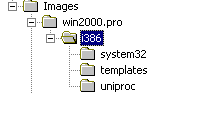 Images
win2000.pro
i386
system32
templates
uniproc